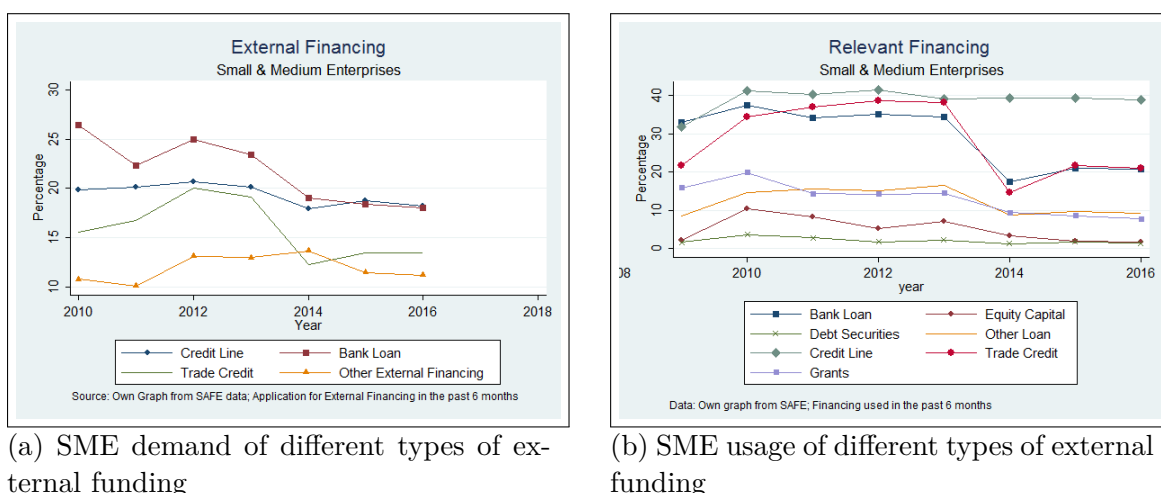 External Financing
Small & Medium Enterprises
Percentage
30
25
20
15
10
2010 2012 2014 2016 2018
Year
Credit Line Bank Loan
Trade Credit Other External Financing
Source: Own Graph from SAFE data; Application for External Financing in the past 6 months
(a) SME demand of different types of ex-
ternal funding
Relevant Financing
Small & Medium Enterprises
Percentage
40
30
20
10
0
08 2010 2012 2014 2016
year
Bank Loan Equity Capital
Debt Securities Other Loan
Credit Line Trade Credit
Grants
Data: Own graph from SAFE; Financing used in the past 6 months
(b) SME usage of different types of external
funding